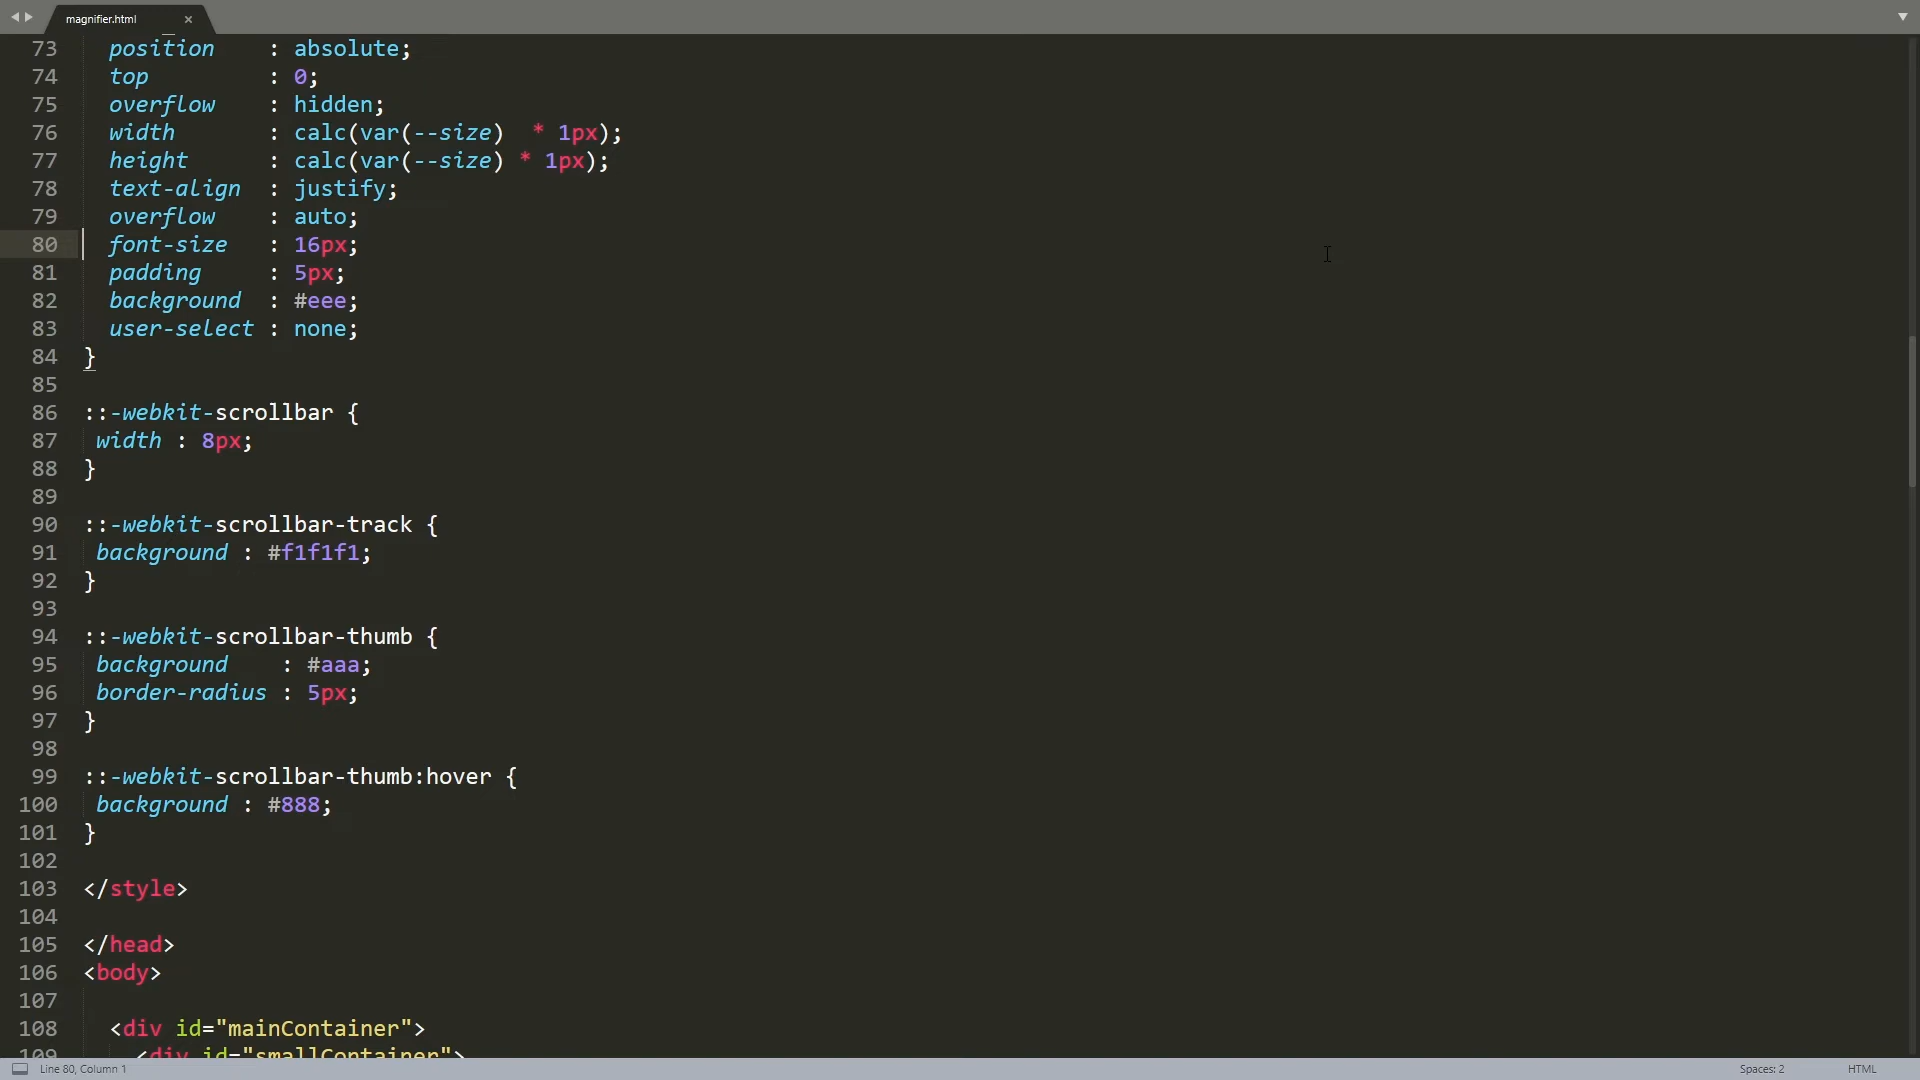 magnifier.html ×
73 position : absolute;
74 top : 0;
75 overflow : hidden;
76 width : calc(var(--size) * 1px);
77 height : calc(var(--size) * 1px);
78 text-align : justify;
79 overflow : auto;
80 font-size : 16px;
81 padding : 5px;
82 background : #eee;
83 user-select : none;
84 }
85
86 ::-webkit-scrollbar {
87 width : 8px;
88 }
89
90 ::-webkit-scrollbar-track {
91 background : #f1f1f1;
92 }
93
94 ::-webkit-scrollbar-thumb {
95 background : #aaa;
96 border-radius : 5px;
97 }
98
99 ::-webkit-scrollbar-thumb:hover {
100 background : #888;
101 }
102
103 </style>
104
105 </head>
106 <body>
107
108 <div id="mainContainer">
109 <div id="smallContainer">
Line 80, Column 1
Spaces: 2
HTML